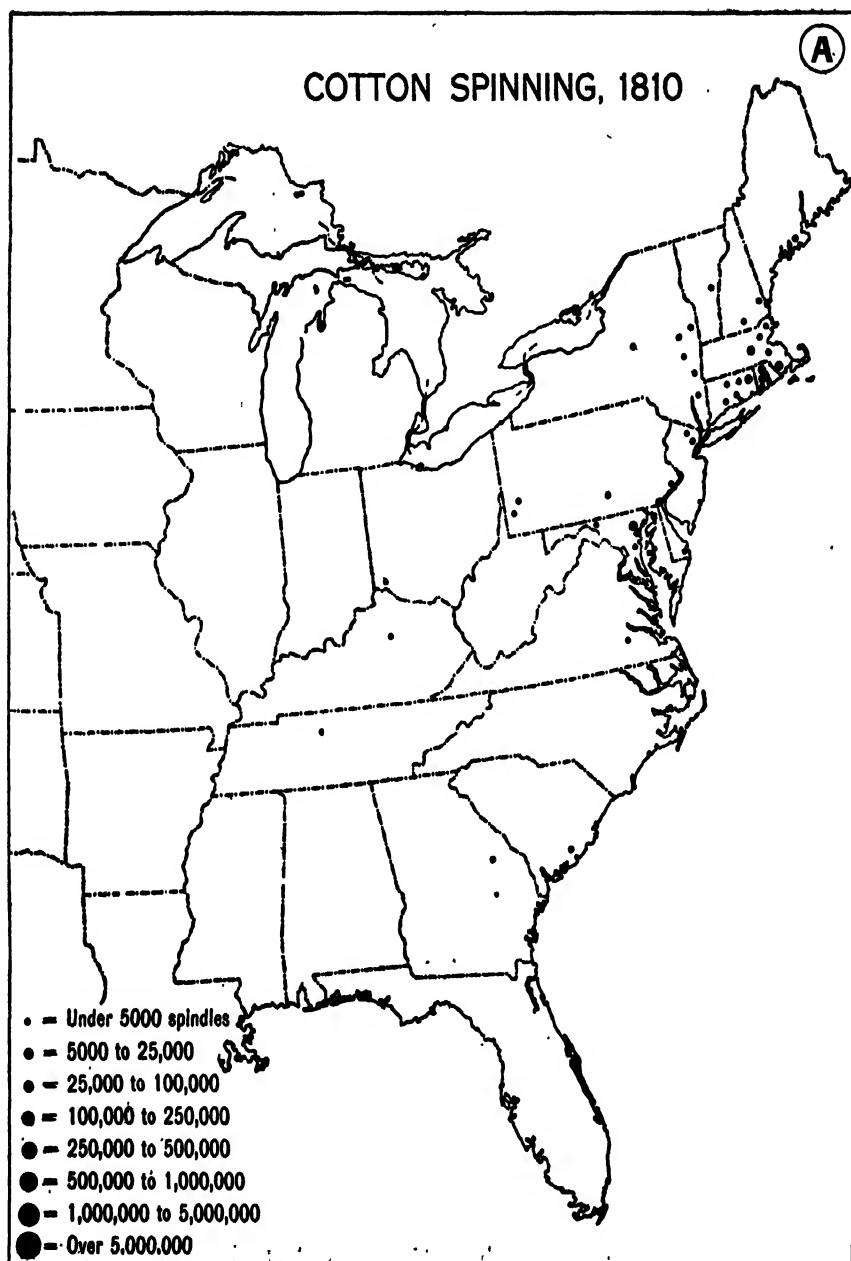 A
COTTON SPINNING, 1810
• = Under 5000 spindles
• = 5000 to 25,000
• = 25,000 to 100,000
• = 100,000 to 250,000
• = 250,000 to 500,000
• = 500,000 to 1,000,000
• = 1,000,000 to 5,000,000
• = Over 5.000.000